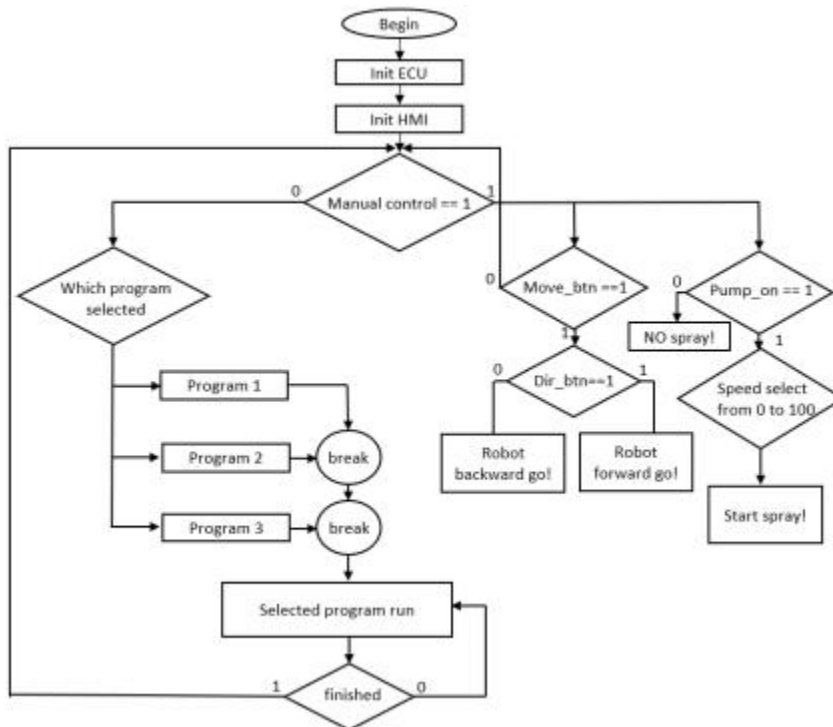 Begin
Init ECU
Init HMI
0
Manual control == 1
1
Which program
selected
0
Move_btn ==1
1
0
Pump_on == 1
1
NO spray!
0
Dir_btn==1
1
Speed select
from 0 to 100
Program 1
Program 2
break
Program 3
break
Robot
backward go!
Robot
forward go!
Start spray!
Selected program run
1
finished
0